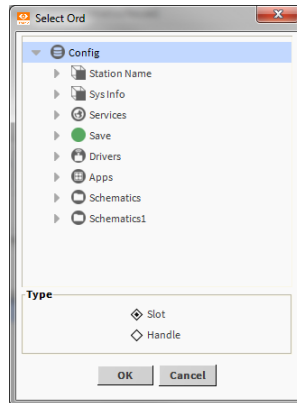 Select Ord
Config
Station Name
Sys Info
Services
Save
Drivers
Apps
Schematics
Schematics1
Type
Slot
Handle
OK
Cancel